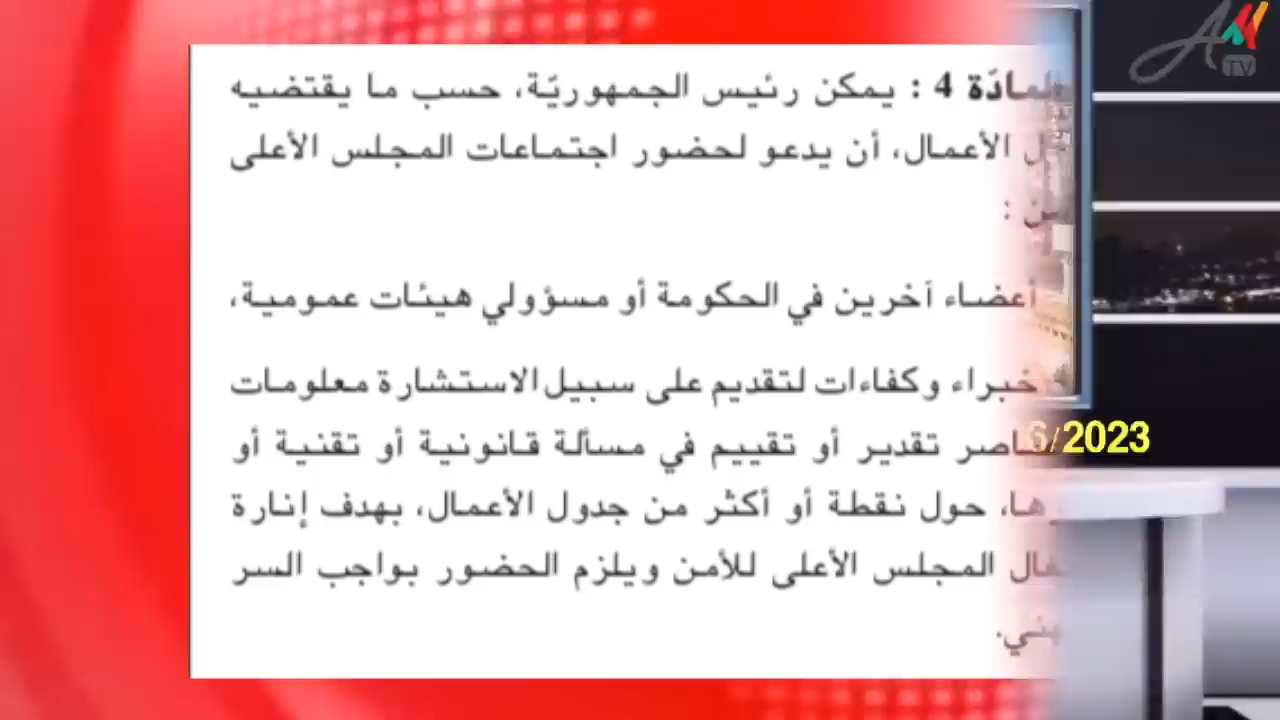 المادّة 4 : يمكن رئيس الجمهوريّة، حسب ما يقتضيه
الأعمال، أن يدعو لحضور اجتماعات المجلس الأعلى
:
أعضاء آخرين في الحكومة أو مسؤولي هيئات عمومية،
خبراء وكفاءات لتقديم على سبيل الاستشارة معلومات
تقدير أو تقييم في مسألة قانونية أو تقنية أو
حول نقطة أو أكثر من جدول الأعمال، بهدف إنارة
المجلس الأعلى للأمن ويلزم الحضور بواجب السر
6/2023
TV